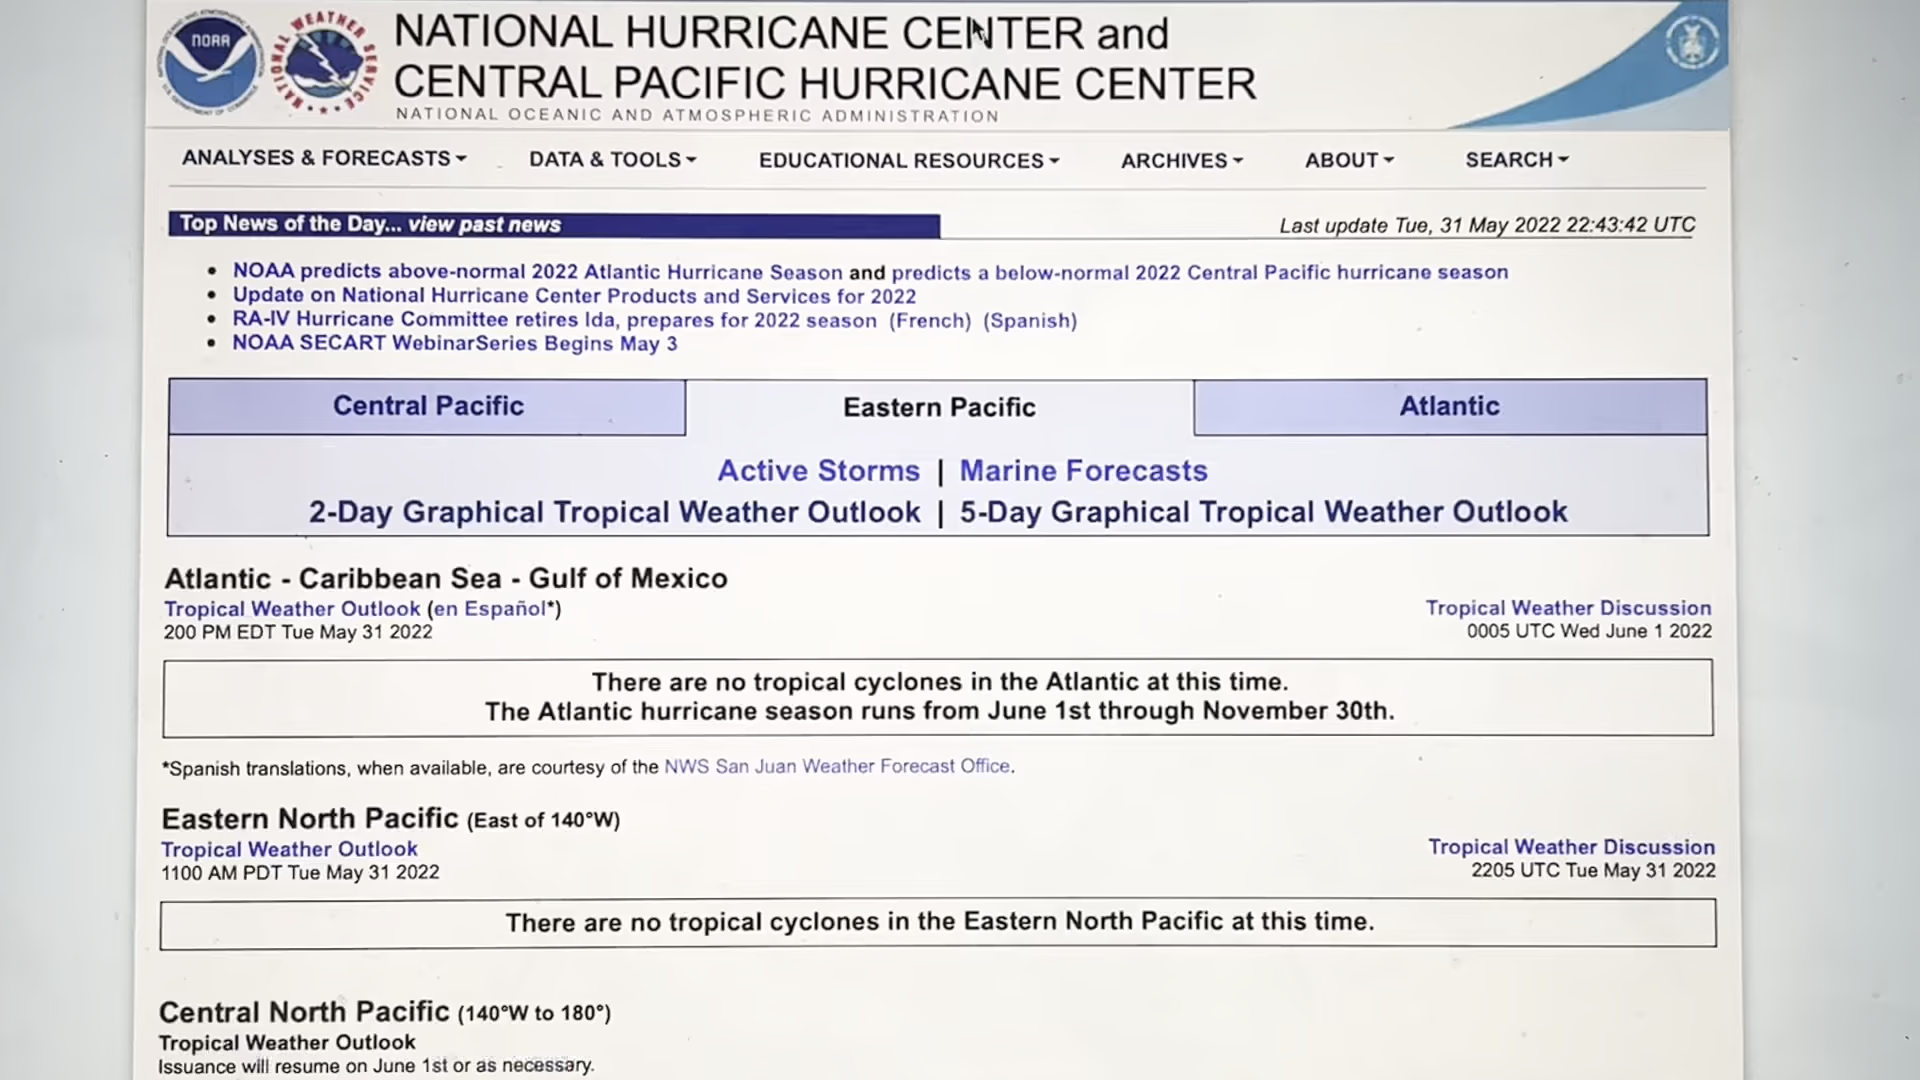 NATIONAL HURRICANE CENTER and
CENTRAL PACIFIC HURRICANE CENTER
NATIONAL OCEANIC AND ATMOSPHERIC ADMINISTRATION
NOAA
NATIONAL WEATHER SERVICE
ANALYSES & FORECASTS DATA & TOOLS EDUCATIONAL RESOURCES ARCHIVES ABOUT SEARCH
Top News of the Day... view past news Last update Tue, 31 May 2022 22:43:42 UTC
• NOAA predicts above-normal 2022 Atlantic Hurricane Season and predicts a below-normal 2022 Central Pacific hurricane season
• Update on National Hurricane Center Products and Services for 2022
• RA-IV Hurricane Committee retires Ida, prepares for 2022 season (French) (Spanish)
• NOAA SECART WebinarSeries Begins May 3
Central Pacific Eastern Pacific Atlantic
Active Storms | Marine Forecasts
2-Day Graphical Tropical Weather Outlook | 5-Day Graphical Tropical Weather Outlook
Atlantic - Caribbean Sea - Gulf of Mexico
Tropical Weather Outlook (en Español*) Tropical Weather Discussion
200 PM EDT Tue May 31 2022 0005 UTC Wed June 1 2022
There are no tropical cyclones in the Atlantic at this time.
The Atlantic hurricane season runs from June 1st through November 30th.
*Spanish translations, when available, are courtesy of the NWS San Juan Weather Forecast Office.
Eastern North Pacific (East of 140°W)
Tropical Weather Outlook Tropical Weather Discussion
1100 AM PDT Tue May 31 2022 2205 UTC Tue May 31 2022
There are no tropical cyclones in the Eastern North Pacific at this time.
Central North Pacific (140°W to 180°)
Tropical Weather Outlook
Issuance will resume on June 1st or as necessary.